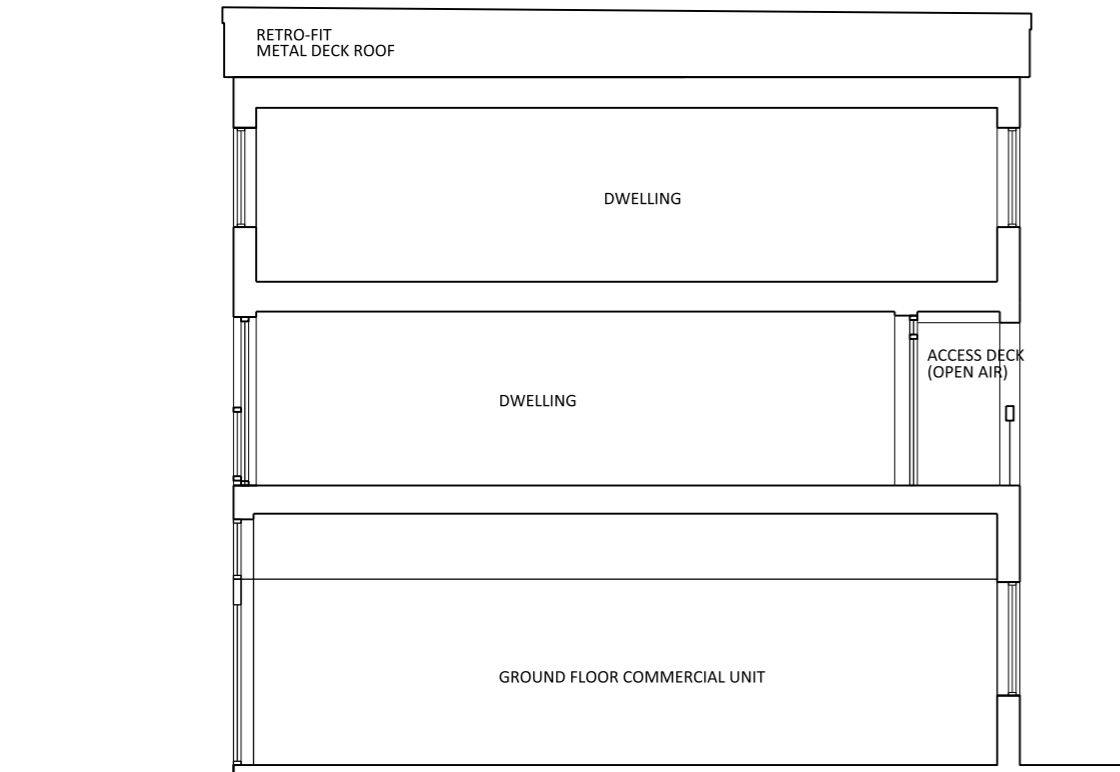 RETRO-FIT
METAL DECK ROOF
DWELLING
ACCESS DECK
(OPEN AIR)
DWELLING
GROUND FLOOR COMMERCIAL UNIT